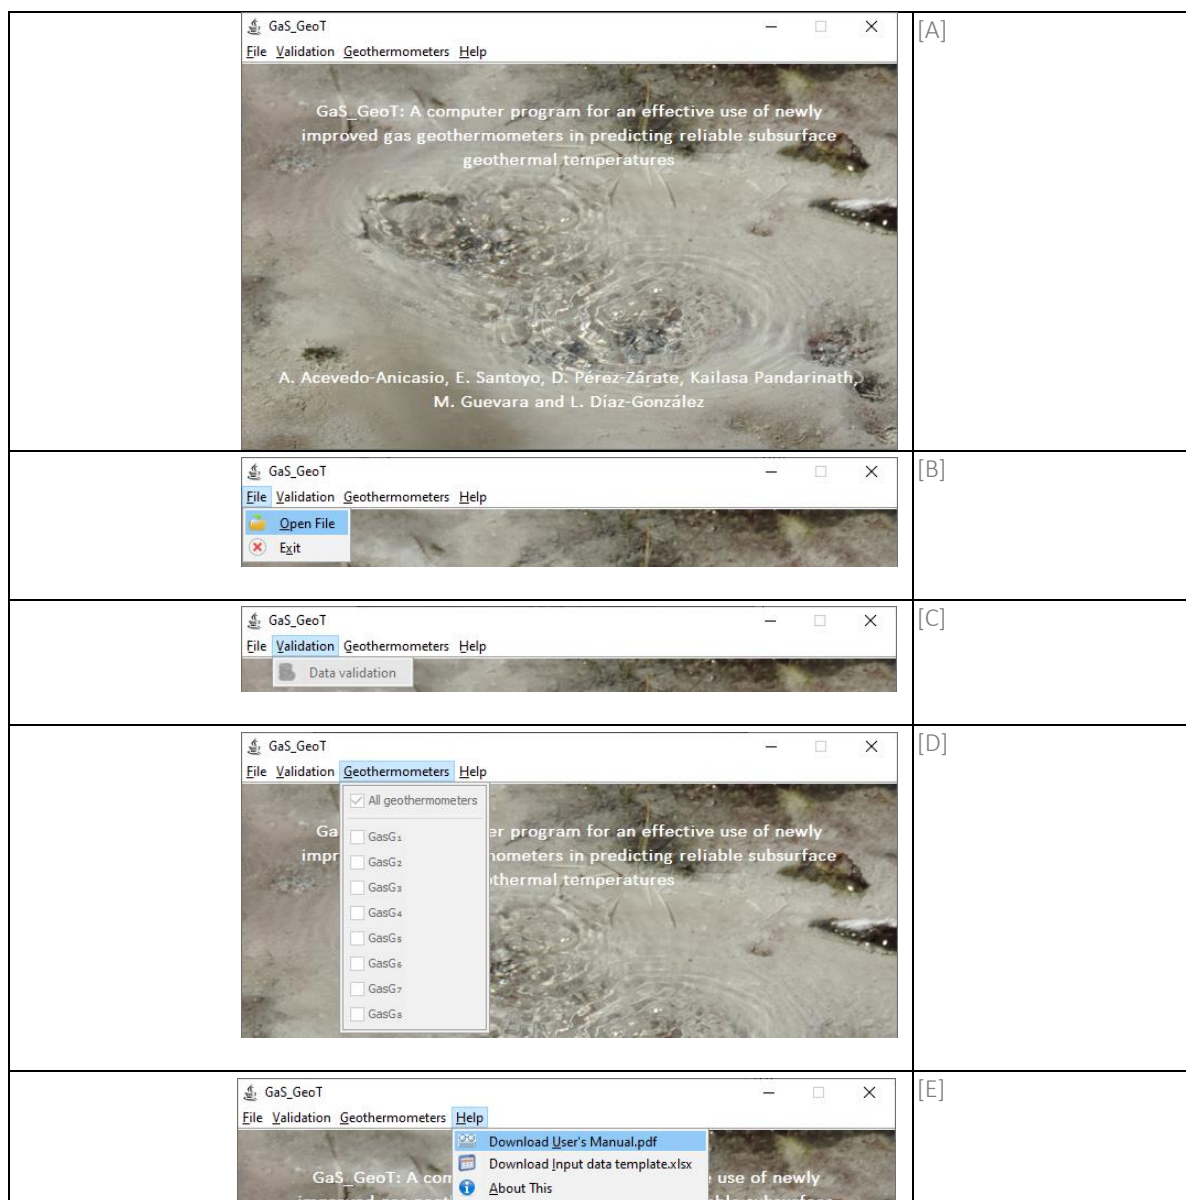 GaS_GeoT
[A]
File Validation Geothermometers Help
GaS_GeoT: A computer program for an effective use of newly
improved gas geothermometers in predicting reliable subsurface
geothermal temperatures
A. Acevedo-Anicasio, E. Santoyo, D. Pérez-Zárate, Kailasa Pandarinath,
M. Guevara and L. Díaz-González
GaS_GeoT
[B]
File Validation Geothermometers Help
Open File
Exit
GaS_GeoT
[C]
File Validation Geothermometers Help
Data validation
GaS_GeoT
[D]
File Validation Geothermometers Help
All geothermometers
Ga
er program for an effective use of newly
GasG₁
impr
nometers in predicting reliable subsurface
GasG₂
thermal temperatures
GasG₃
GasG₄
GasG₅
GasG₆
GasG₇
GasG₈
GaS_GeoT
[E]
File Validation Geothermometers Help
Download User's Manual.pdf
Download Input data template.xlsx
GaS_GeoT: A com
use of newly
About This